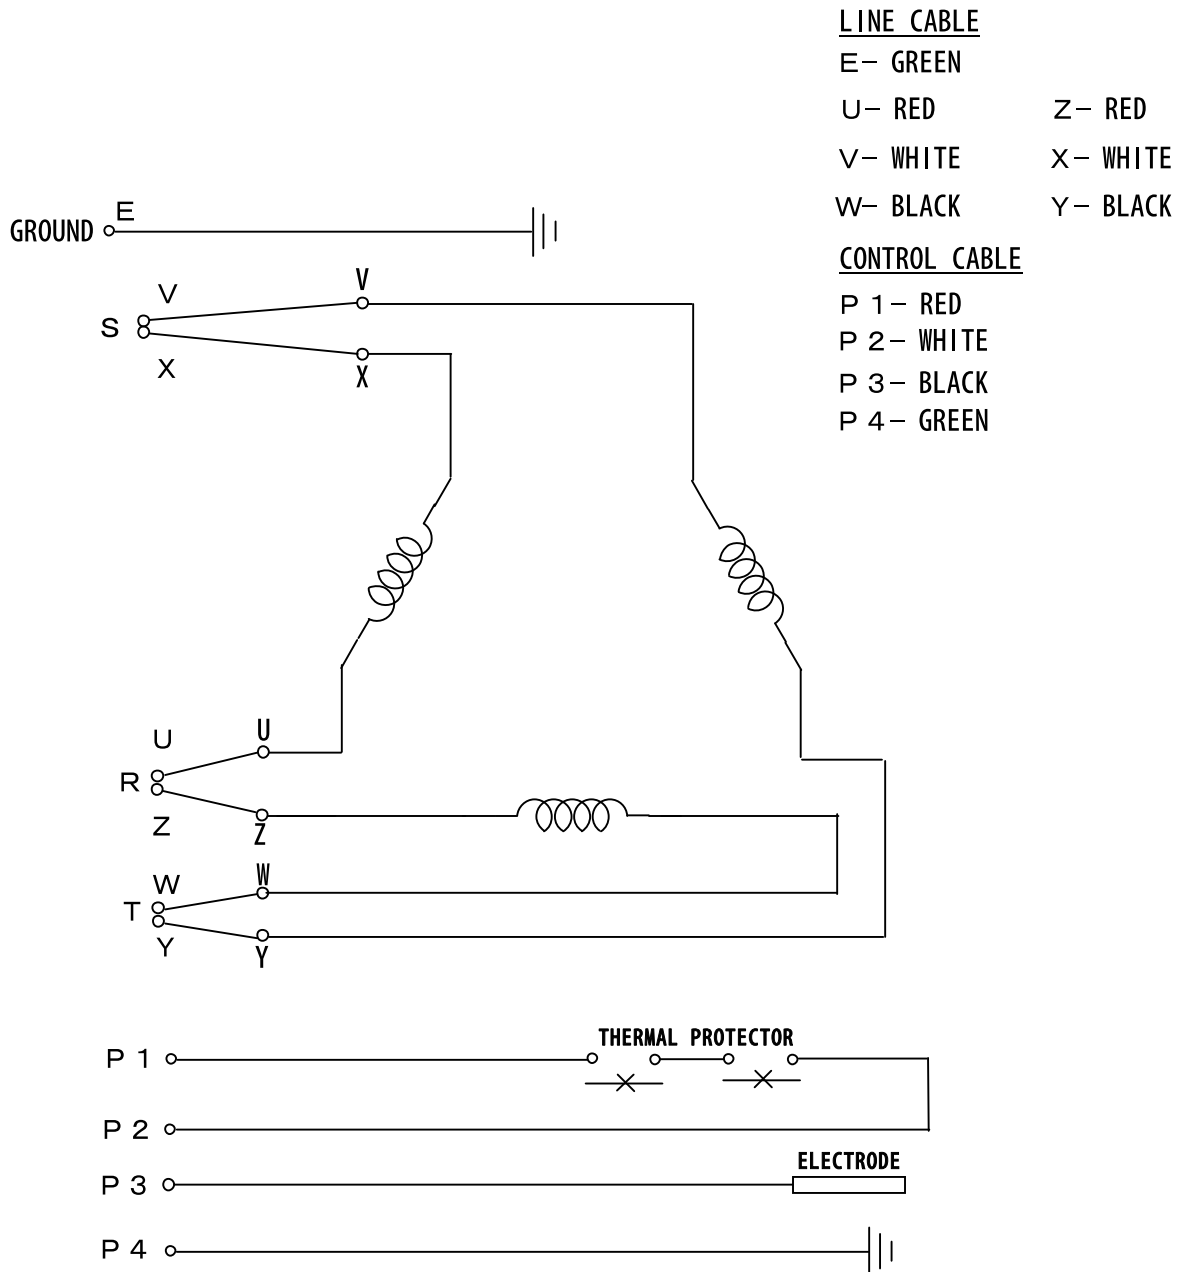 LINE CABLE
E- GREEN
U- RED Z- RED
V- WHITE X- WHITE
W- BLACK Y- BLACK
CONTROL CABLE
P 1- RED
P 2- WHITE
P 3- BLACK
P 4- GREEN
GROUND E
V V
S
X X
U U
R
Z Z
W W
T
Y Y
THERMAL PROTECTOR
P 1
P 2
ELECTRODE
P 3
P 4